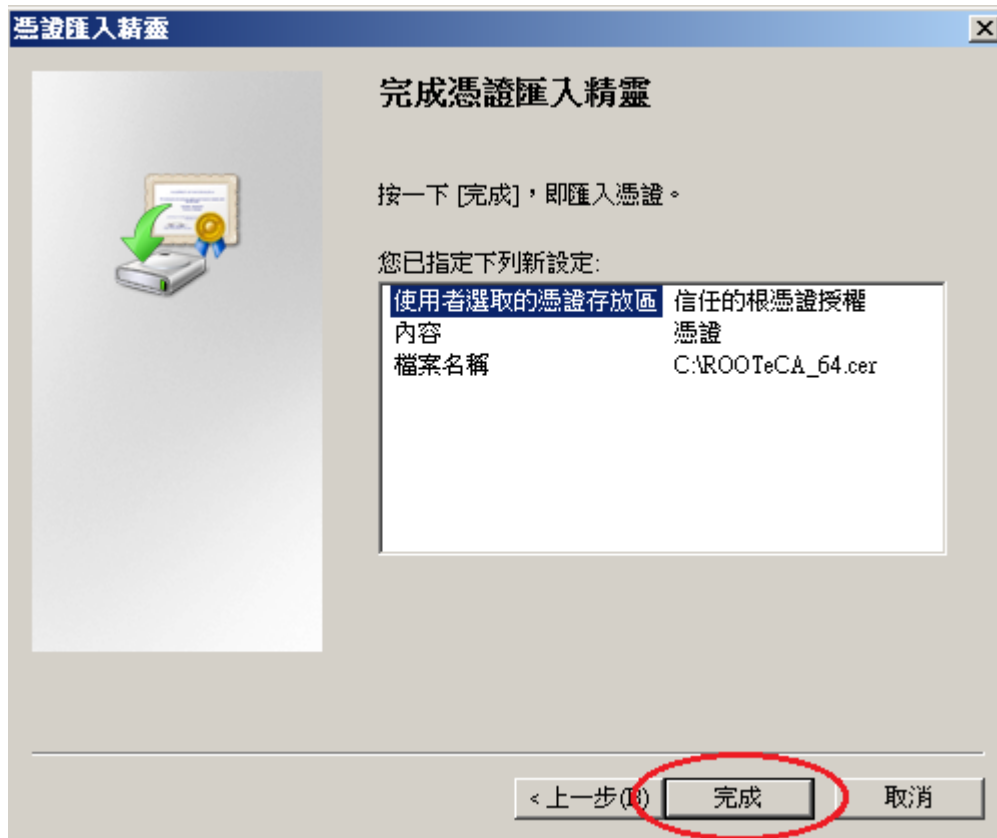 憑證匯入精靈
完成憑證匯入精靈
按一下 [完成]，即匯入憑證。
您已指定下列新設定:
使用者選取的憑證存放區 信任的根憑證授權
內容 憑證
檔案名稱 C:\ROOTeCA_64.cer
<上一步(B) 完成 取消